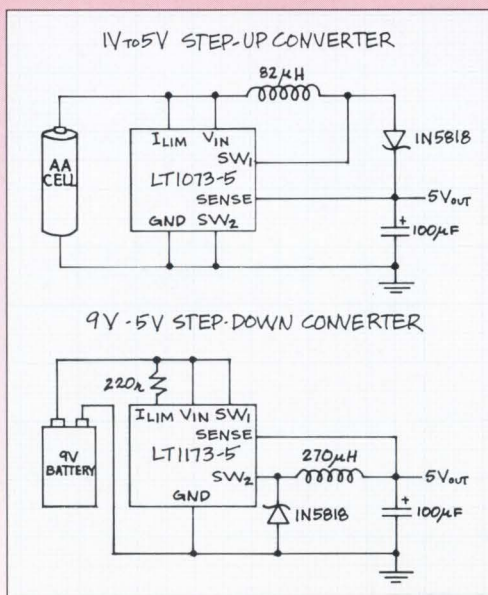 1V TO 5V STEP-UP CONVERTER
82µH
AA CELL
ILIM VIN
SW1
LT1073-5
SENSE
GND SW2
1N5818
5VOUT
+
100µF
9V-5V STEP-DOWN CONVERTER
220Ω
ILIM VIN SW1
SENSE
LT1173-5
SW2
GND
9V BATTERY
270µH
1N5818
5VOUT
+
100µF